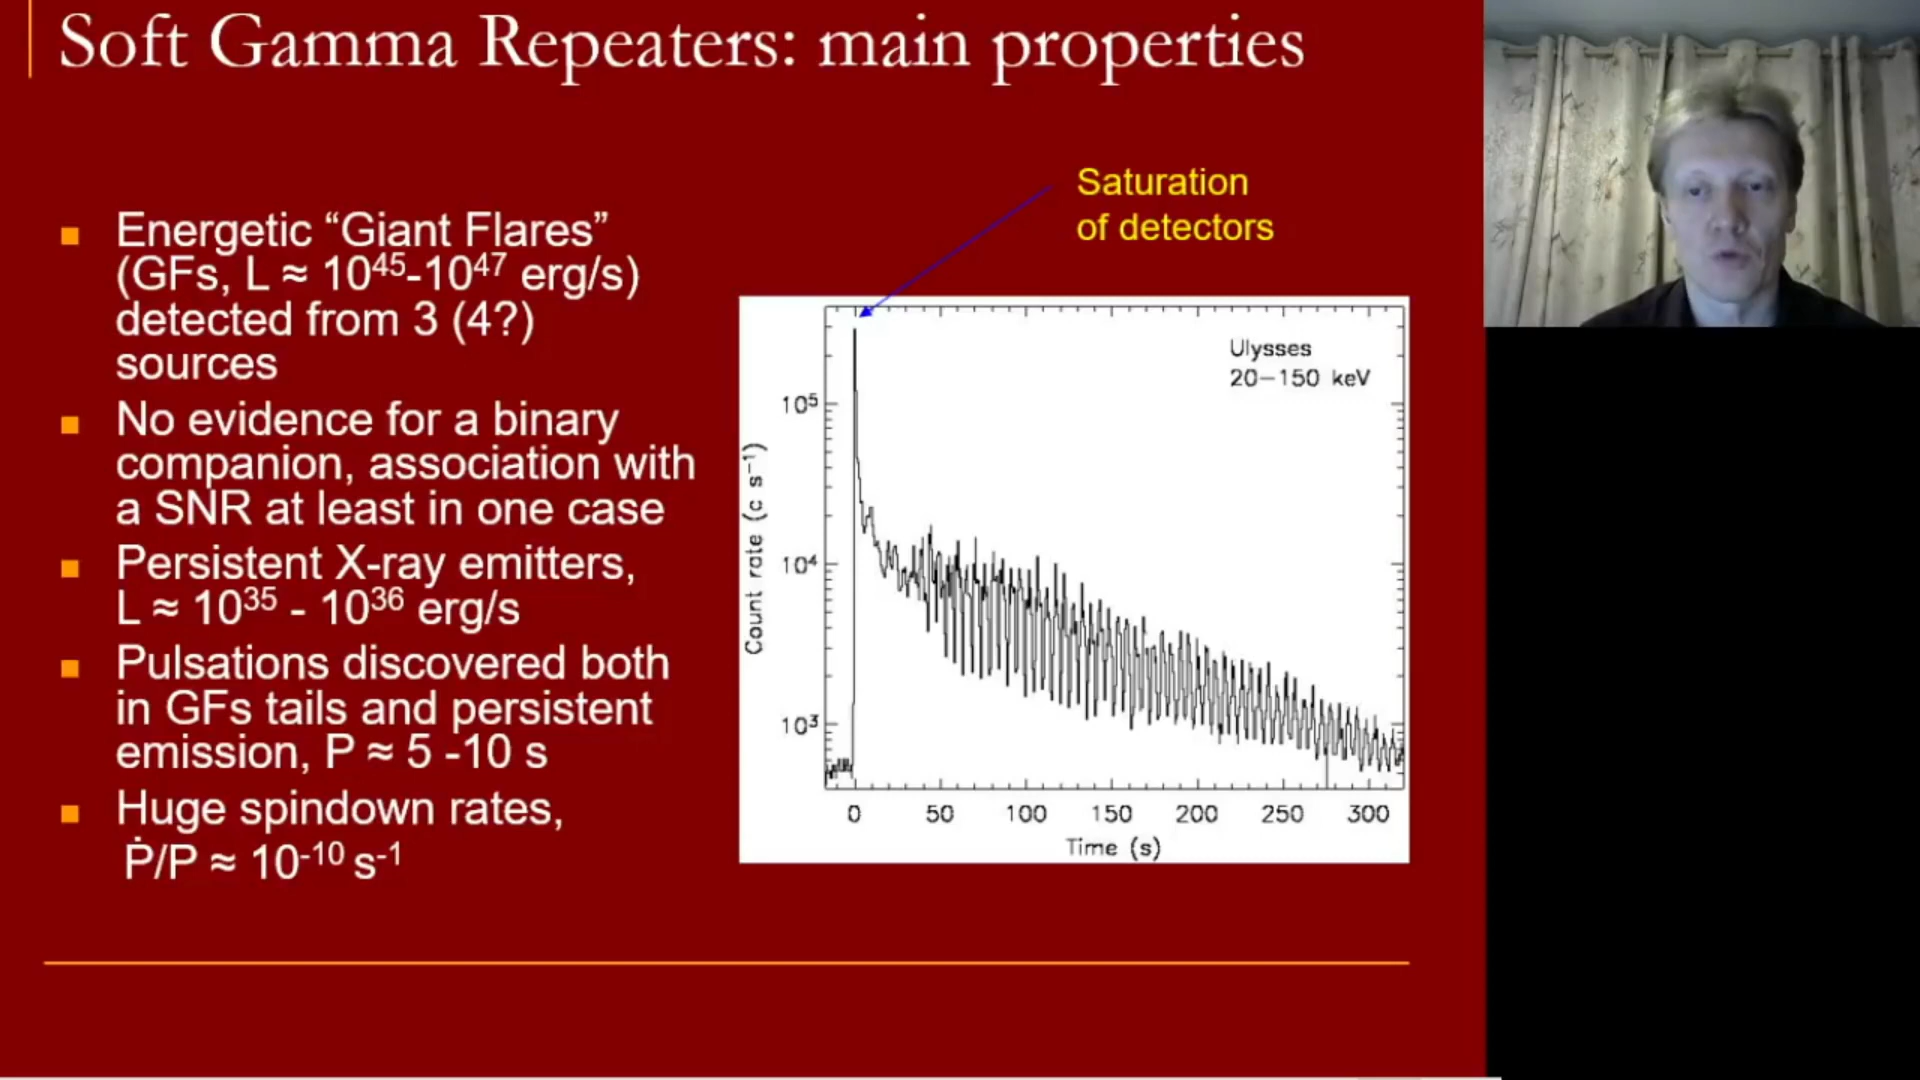 Soft Gamma Repeaters: main properties
■ Energetic “Giant Flares”
(GFs, L ≈ 10⁴⁵-10⁴⁷ erg/s)
detected from 3 (4?)
sources
■ No evidence for a binary
companion, association with
a SNR at least in one case
■ Persistent X-ray emitters,
L ≈ 10³⁵ - 10³⁶ erg/s
■ Pulsations discovered both
in GFs tails and persistent
emission, P ≈ 5 -10 s
■ Huge spindown rates,
Ṗ/P ≈ 10⁻¹⁰ s⁻¹
Saturation
of detectors
Ulysses
20−150 keV
Count rate (c s⁻¹)
10⁵
10⁴
10³
0 50 100 150 200 250 300
Time (s)